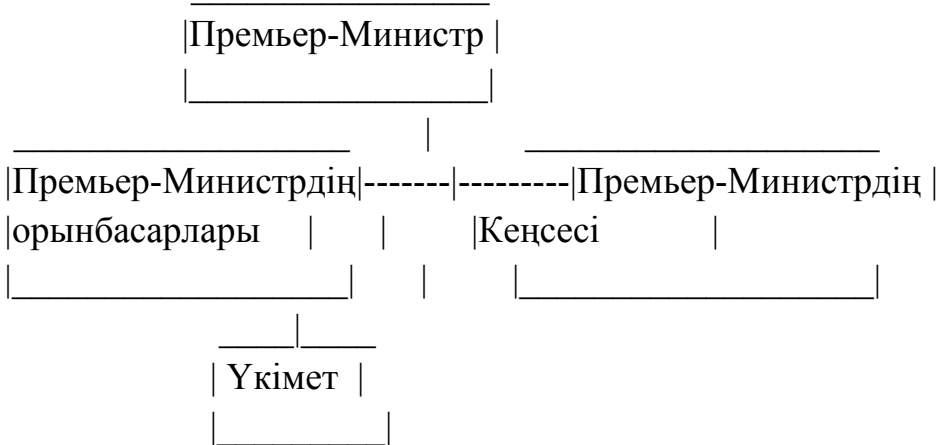 Премьер-Министр
Премьер-Министрдің Премьер-Министрдің
орынбасарлары Кеңсесі
Үкімет